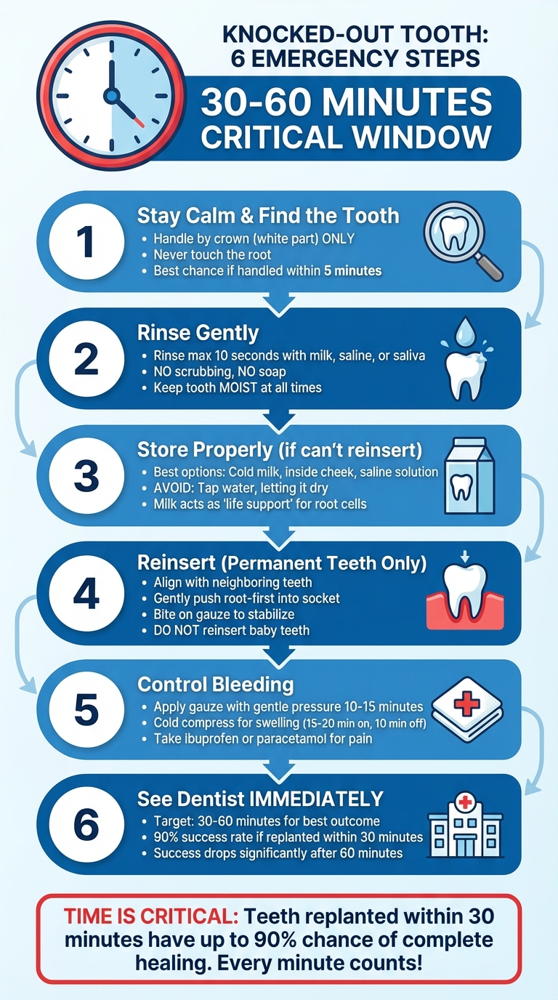 KNOCKED-OUT TOOTH:
6 EMERGENCY STEPS
30-60 MINUTES
CRITICAL WINDOW
1
Stay Calm & Find the Tooth
• Handle by crown (white part) ONLY
• Never touch the root
• Best chance if handled within 5 minutes
2
Rinse Gently
• Rinse max 10 seconds with milk, saline, or saliva
• NO scrubbing, NO soap
• Keep tooth MOIST at all times
3
Store Properly (if can't reinsert)
• Best options: Cold milk, inside cheek, saline solution
• AVOID: Tap water, letting it dry
• Milk acts as 'life support' for root cells
4
Reinsert (Permanent Teeth Only)
• Align with neighboring teeth
• Gently push root-first into socket
• Bite on gauze to stabilize
• DO NOT reinsert baby teeth
5
Control Bleeding
• Apply gauze with gentle pressure 10-15 minutes
• Cold compress for swelling (15-20 min on, 10 min off)
• Take ibuprofen or paracetamol for pain
6
See Dentist IMMEDIATELY
• Target: 30-60 minutes for best outcome
• 90% success rate if replanted within 30 minutes
• Success drops significantly after 60 minutes
TIME IS CRITICAL: Teeth replanted within 30
minutes have up to 90% chance of complete
healing. Every minute counts!